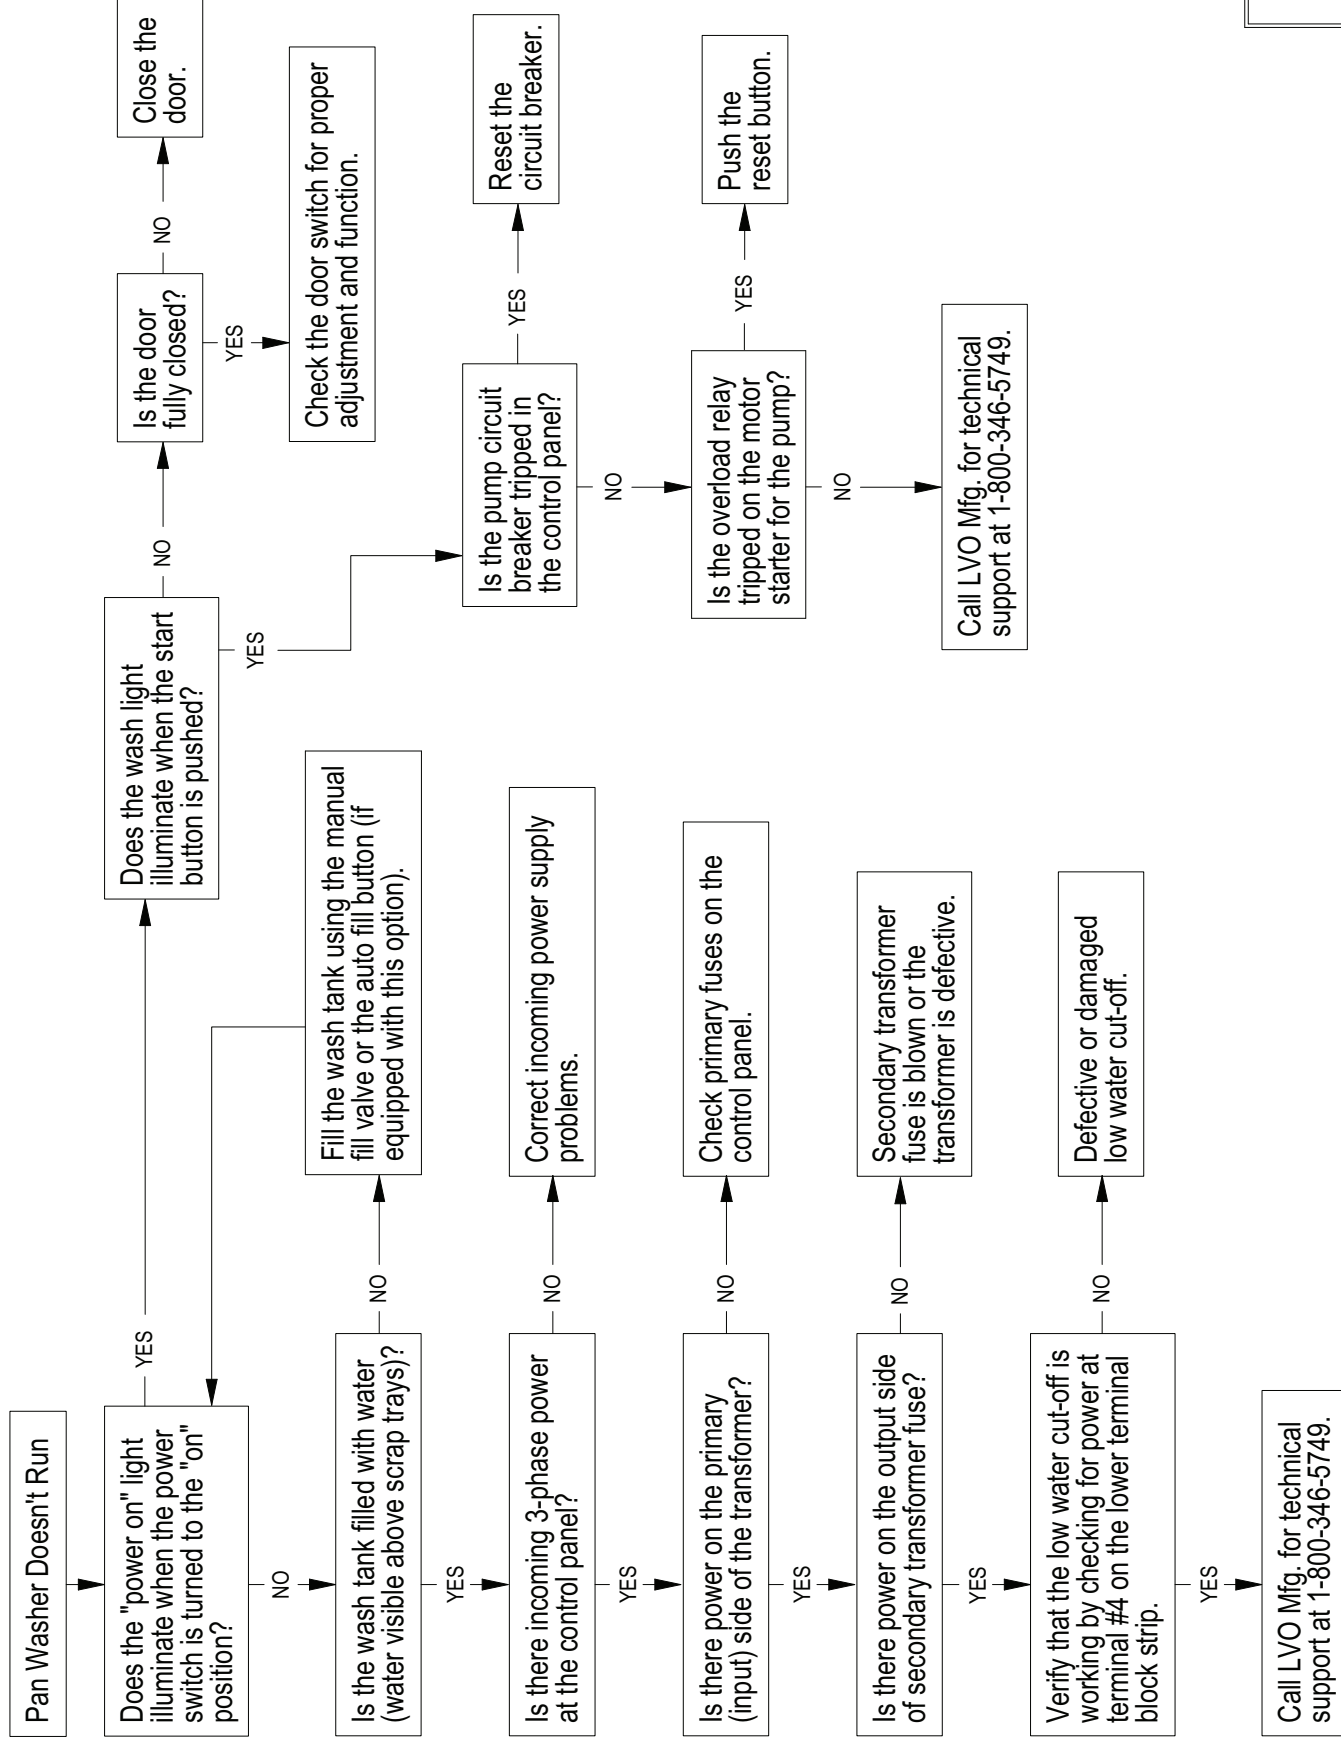 Pan Washer Doesn't Run
Does the "power on" light
illuminate when the power
switch is turned to the "on"
position?
YES
NO
Does the wash light
illuminate when the start
button is pushed?
NO
YES
Is the door
fully closed?
NO
YES
Close the
door.
Check the door switch for proper
adjustment and function.
Is the wash tank filled with water
(water visible above scrap trays)?
NO
YES
Fill the wash tank using the manual
fill valve or the auto fill button (if
equipped with this option).
Is the pump circuit
breaker tripped in
the control panel?
YES
NO
Reset the
circuit breaker.
Is there incoming 3-phase power
at the control panel?
NO
YES
Correct incoming power supply
problems.
Is the overload relay
tripped on the motor
starter for the pump?
YES
NO
Push the
reset button.
Is there power on the primary
(input) side of the transformer?
NO
YES
Check primary fuses on the
control panel.
Call LVO Mfg. for technical
support at 1-800-346-5749.
Is there power on the output side
of secondary transformer fuse?
NO
YES
Secondary transformer
fuse is blown or the
transformer is defective.
Verify that the low water cut-off is
working by checking for power at
terminal #4 on the lower terminal
block strip.
NO
YES
Defective or damaged
low water cut-off.
Call LVO Mfg. for technical
support at 1-800-346-5749.